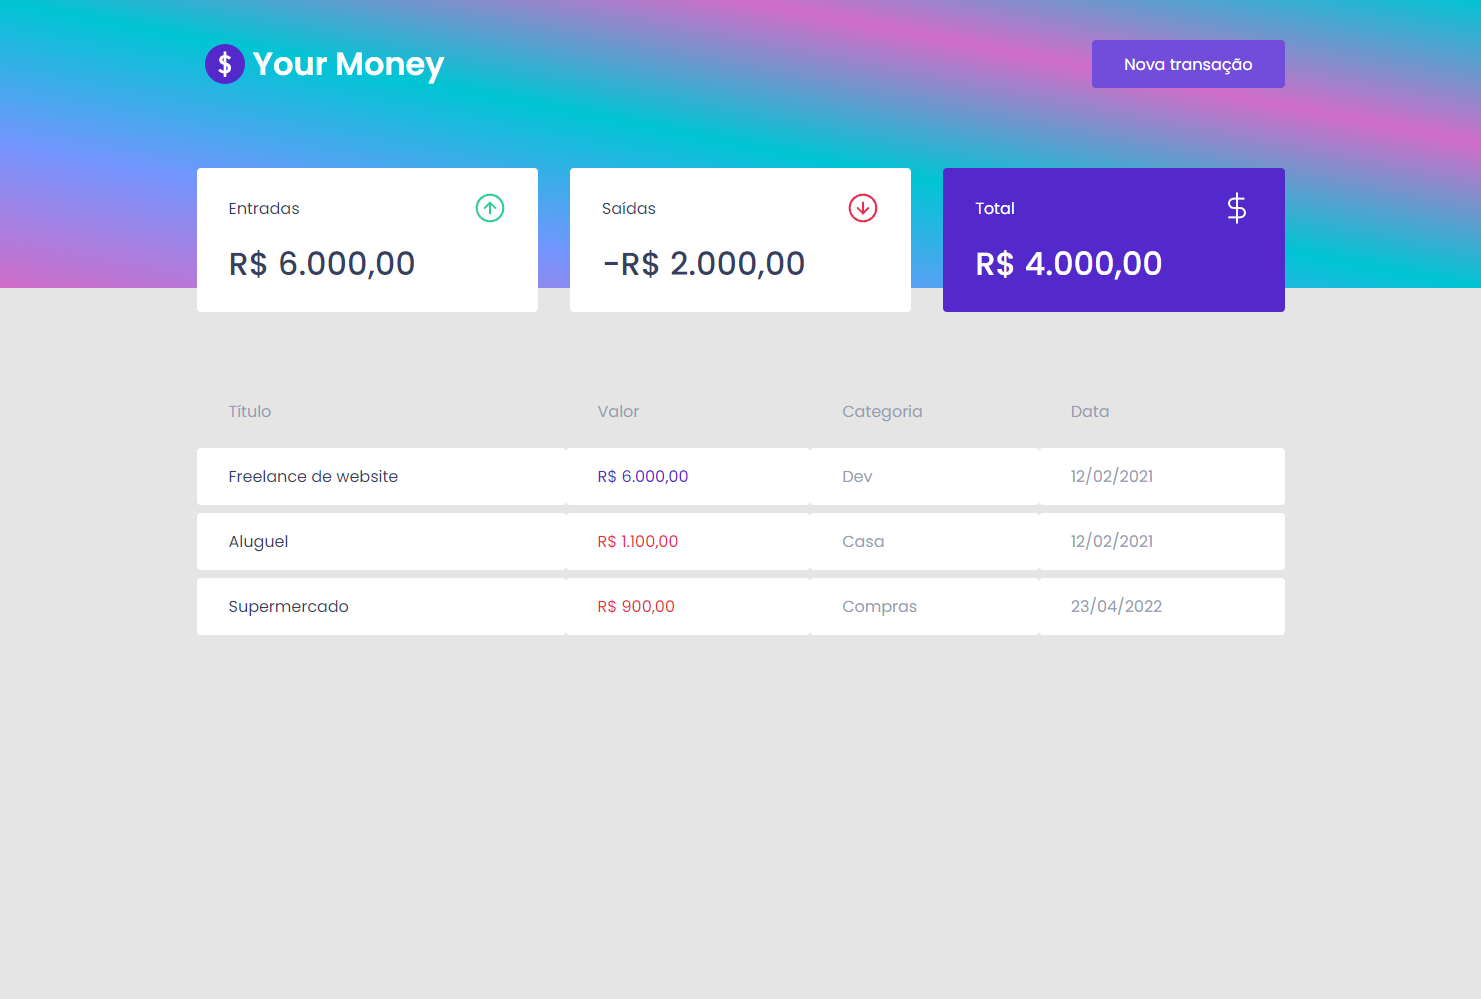 $ Your Money
Nova transação
Entradas
R$ 6.000,00
Saídas
-R$ 2.000,00
Total
$
R$ 4.000,00
Título Valor Categoria Data
Freelance de website R$ 6.000,00 Dev 12/02/2021
Aluguel R$ 1.100,00 Casa 12/02/2021
Supermercado R$ 900,00 Compras 23/04/2022